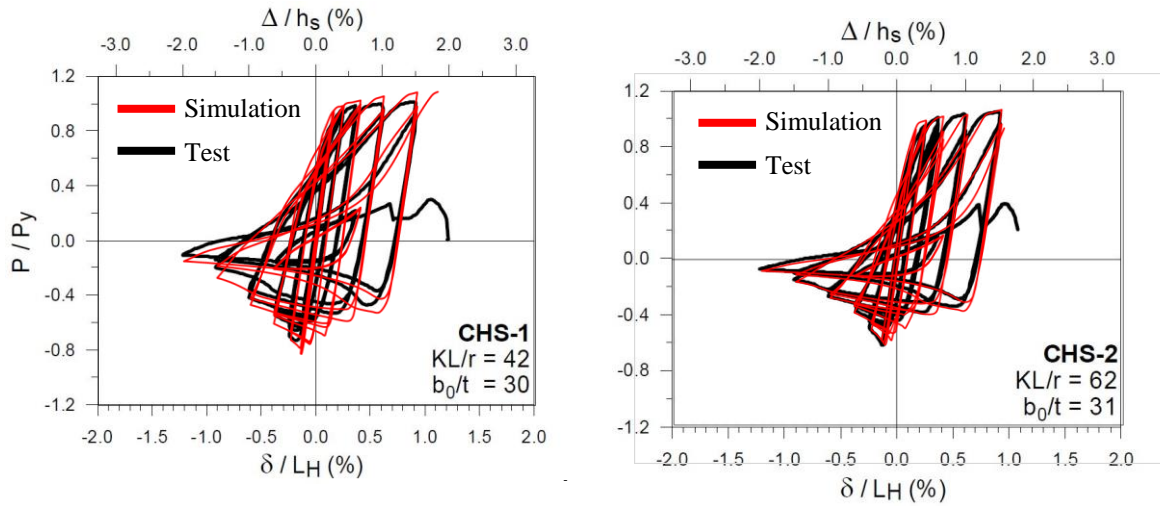 Δ / hs (%)
-3.0 -2.0 -1.0 0.0 1.0 2.0 3.0
1.2
0.8
0.4
0.0
-0.4
-0.8
-1.2
P / Py
Simulation
Test
CHS-1
KL/r = 42
b0/t = 30
-2.0 -1.5 -1.0 -0.5 0.0 0.5 1.0 1.5 2.0
δ / LH (%)
Δ / hs (%)
-3.0 -2.0 -1.0 0.0 1.0 2.0 3.0
1.2
0.8
0.4
0.0
-0.4
-0.8
-1.2
Simulation
Test
CHS-2
KL/r = 62
b0/t = 31
-2.0 -1.5 -1.0 -0.5 0.0 0.5 1.0 1.5 2.0
δ / LH (%)